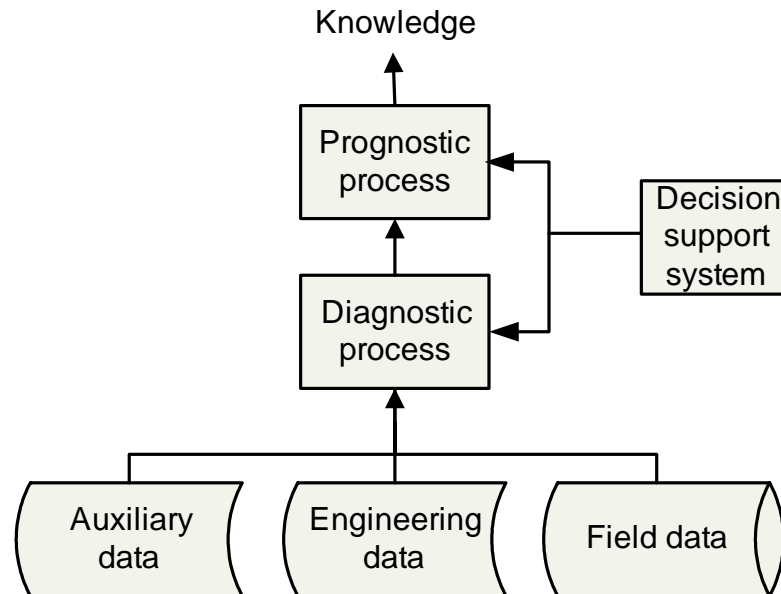 Knowledge
Prognostic
process
Decision
support
system
Diagnostic
process
Auxiliary
data
Engineering
data
Field data